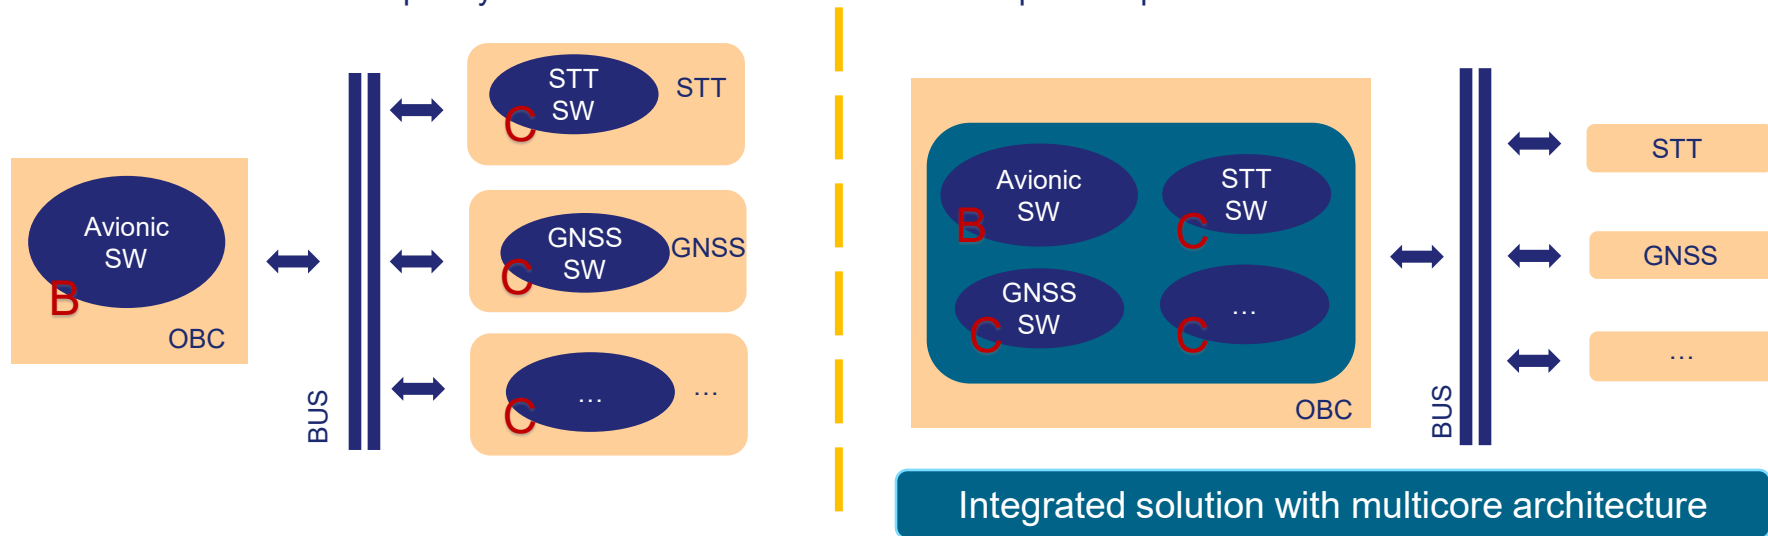 Avionic
SW
B
OBC
BUS
STT
SW
C
STT
GNSS
SW
C
GNSS
…
C
…
Avionic
SW
B
STT
SW
C
GNSS
SW
C
…
C
OBC
BUS
STT
GNSS
…
Integrated solution with multicore architecture